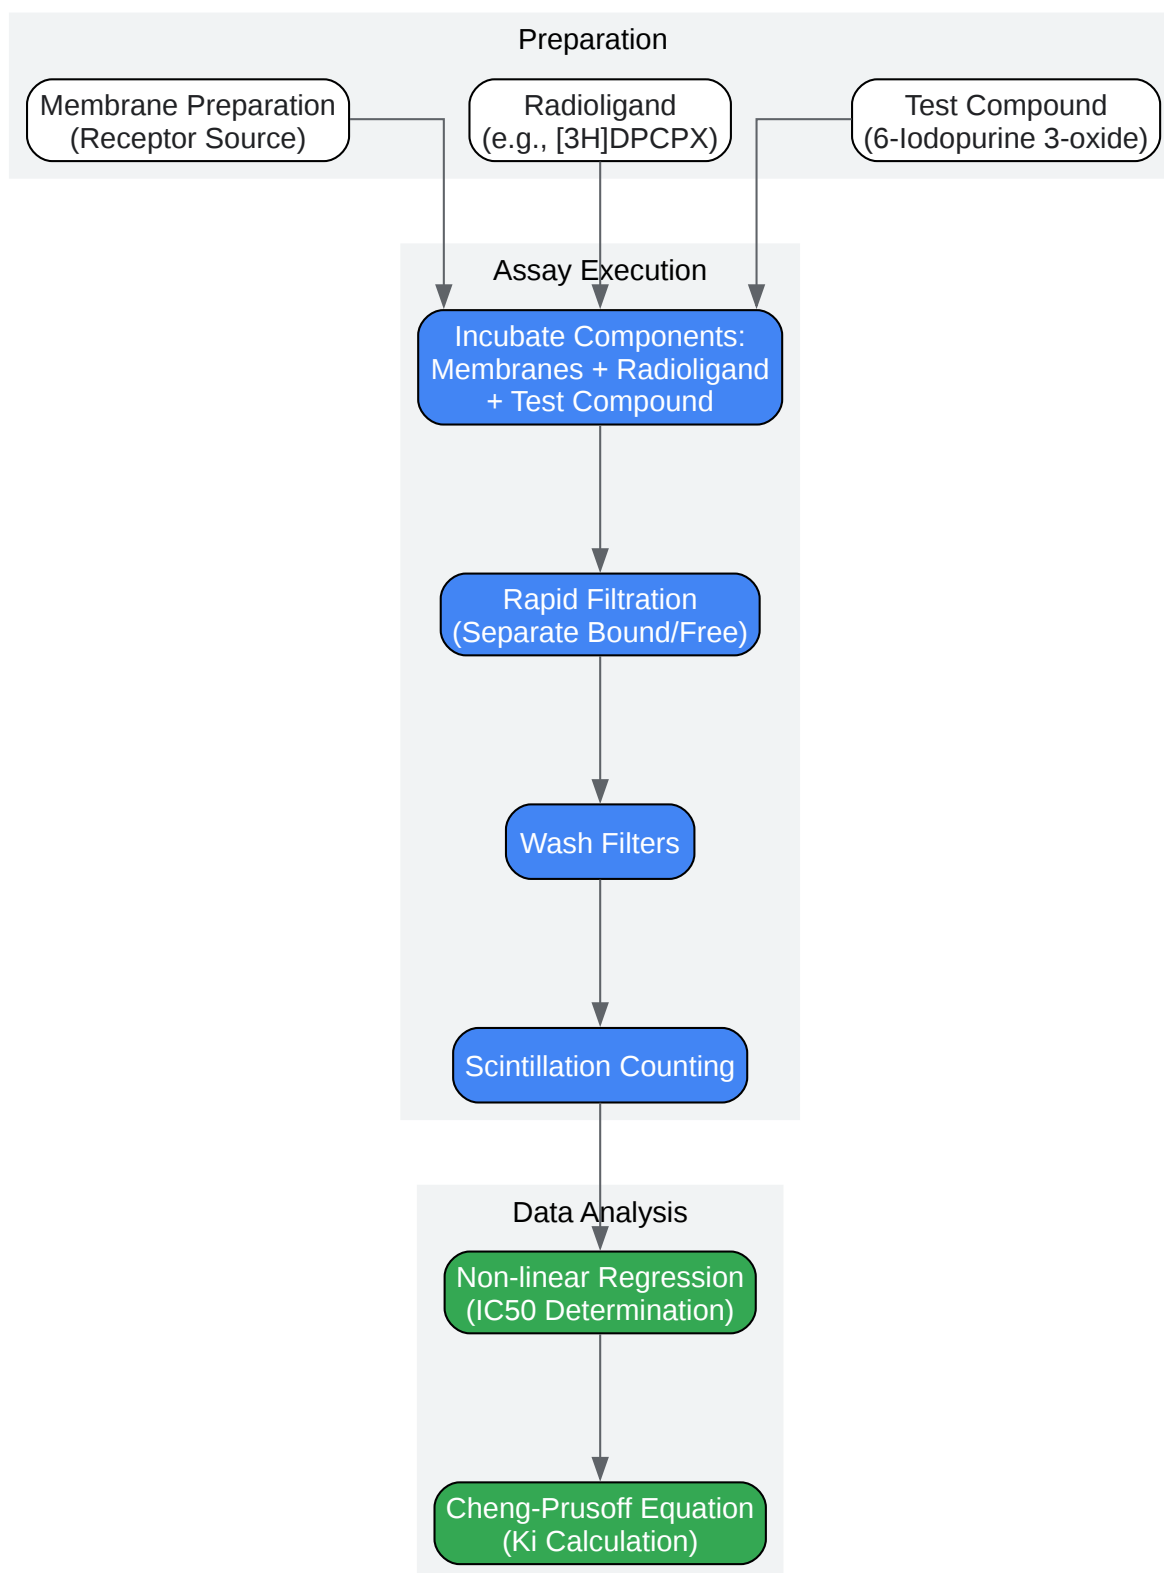 Preparation
Membrane Preparation
(Receptor Source)
Radioligand
(e.g., [3H]DPCPX)
Test Compound
(6-Iodopurine 3-oxide)
Assay Execution
Incubate Components:
Membranes + Radioligand
+ Test Compound
Rapid Filtration
(Separate Bound/Free)
Wash Filters
Scintillation Counting
Data Analysis
Non-linear Regression
(IC50 Determination)
Cheng-Prusoff Equation
(Ki Calculation)